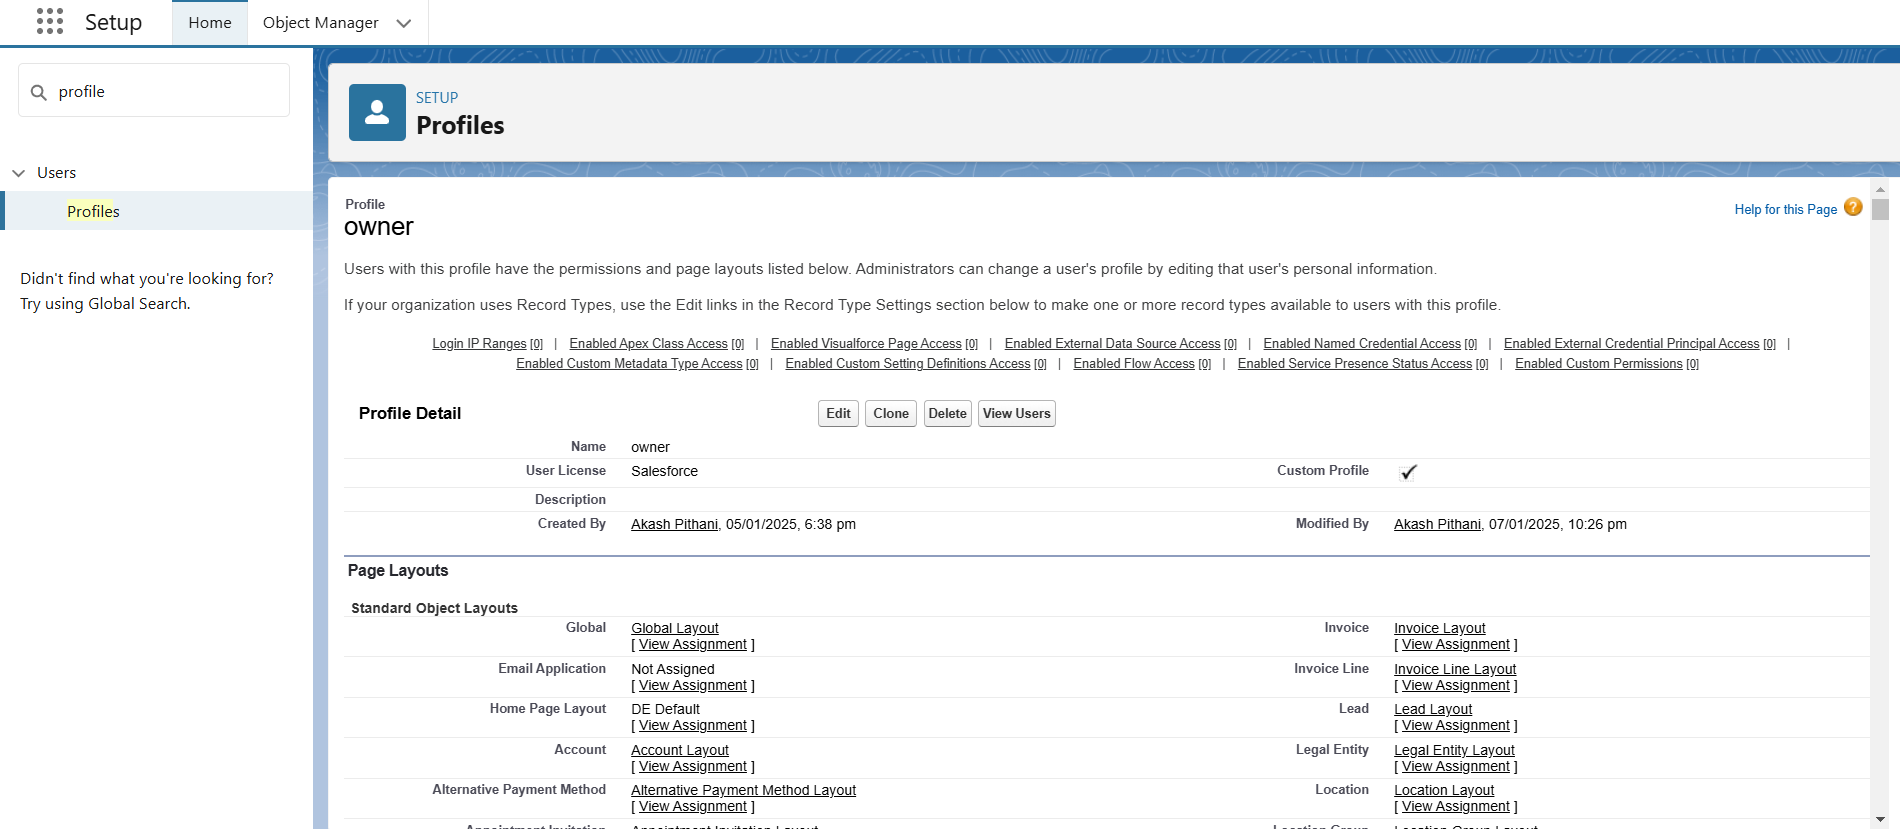 Setup
Home
Object Manager
profile
Users
Profiles
Didn't find what you're looking for?
Try using Global Search.
SETUP
Profiles
Help for this Page ?
Profile
owner
Users with this profile have the permissions and page layouts listed below. Administrators can change a user's profile by editing that user's personal information.
If your organization uses Record Types, use the Edit links in the Record Type Settings section below to make one or more record types available to users with this profile.
Login IP Ranges [0] | Enabled Apex Class Access [0] | Enabled Visualforce Page Access [0] | Enabled External Data Source Access [0] | Enabled Named Credential Access [0] | Enabled External Credential Principal Access [0] |
Enabled Custom Metadata Type Access [0] | Enabled Custom Setting Definitions Access [0] | Enabled Flow Access [0] | Enabled Service Presence Status Access [0] | Enabled Custom Permissions [0]
Profile Detail Edit Clone Delete View Users
Name owner
User License Salesforce Custom Profile
Description
Created By Akash Pithani, 05/01/2025, 6:38 pm Modified By Akash Pithani, 07/01/2025, 10:26 pm
Page Layouts
Standard Object Layouts
Global Global Layout Invoice Invoice Layout
[ View Assignment ] [ View Assignment ]
Email Application Not Assigned Invoice Line Invoice Line Layout
[ View Assignment ] [ View Assignment ]
Home Page Layout DE Default Lead Lead Layout
[ View Assignment ] [ View Assignment ]
Account Account Layout Legal Entity Legal Entity Layout
[ View Assignment ] [ View Assignment ]
Alternative Payment Method Alternative Payment Method Layout Location Location Layout
[ View Assignment ] [ View Assignment ]
Appointment Invitation Appointment Invitation Layout Location Group Location Group Layout